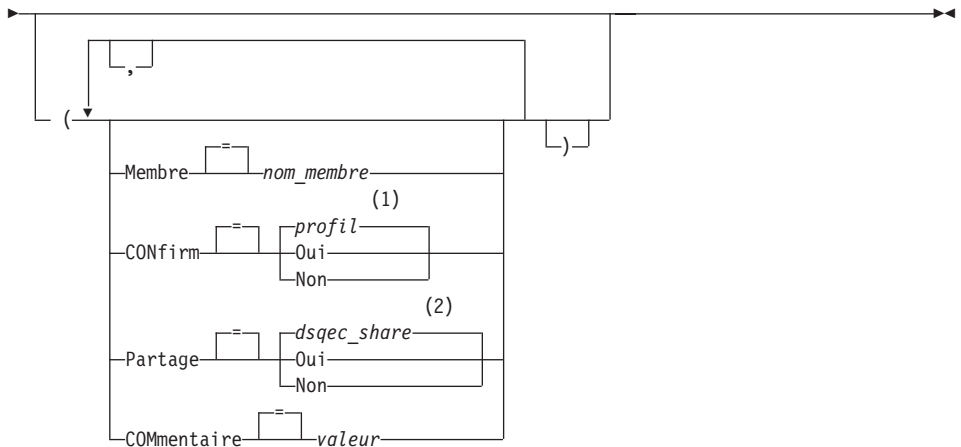 ,
( )
=
Membre nom_membre
(1)
= profil
CONfirm Oui
Non
(2)
= dsqec_share
Partage Oui
Non
=
COMmentaire valeur